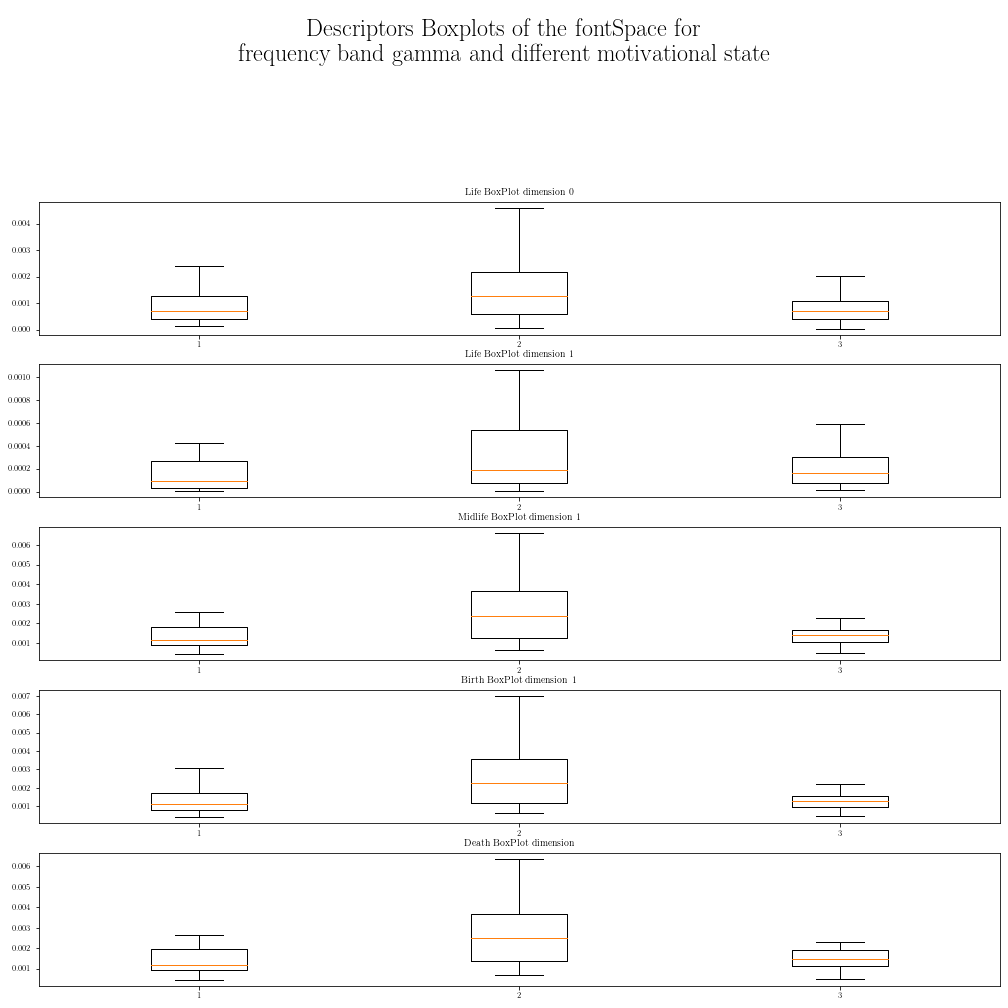 Descriptors Boxplots of the fontSpace for
frequency band gamma and different motivational state
Life BoxPlot dimension 0
0.004
0.003
0.002
0.001
0.000
1 2 3
Life BoxPlot dimension 1
0.0010
0.0008
0.0006
0.0004
0.0002
0.0000
1 2 3
Midlife BoxPlot dimension 1
0.006
0.005
0.004
0.003
0.002
0.001
1 2 3
Birth BoxPlot dimension 1
0.007
0.006
0.005
0.004
0.003
0.002
0.001
1 2 3
Death BoxPlot dimension
0.006
0.005
0.004
0.003
0.002
0.001
1 2 3